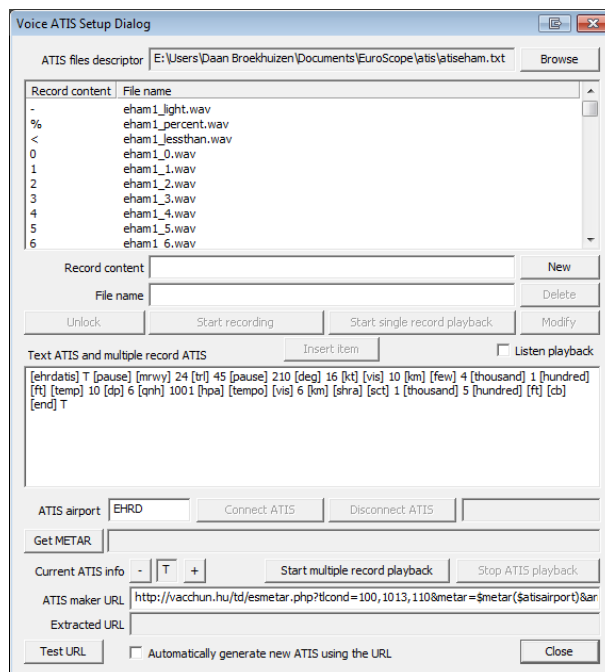 Voice ATIS Setup Dialog
ATIS files descriptor E:\Users\Daan Broekhuizen\Documents\EuroScope\atis\atiseham.txt Browse
Record content File name
- eham1_light.wav
% eham1_percent.wav
< eham1_lessthan.wav
0 eham1_0.wav
1 eham1_1.wav
2 eham1_2.wav
3 eham1_3.wav
4 eham1_4.wav
5 eham1_5.wav
6 eham1_6.wav
Record content New
File name Delete
Unlock Start recording Start single record playback Modify
Text ATIS and multiple record ATIS Insert item Listen playback
[ehrdatis] T [pause] [mrwy] 24 [trl] 45 [pause] 210 [deg] 16 [kt] [vis] 10 [km] [few] 4 [thousand] 1 [hundred]
[ft] [temp] 10 [dp] 6 [qnh] 1001 [hpa] [tempo] [vis] 6 [km] [shra] [sct] 1 [thousand] 5 [hundred] [ft] [cb]
[end] T
ATIS airport EHRD Connect ATIS Disconnect ATIS
Get METAR
Current ATIS info - T + Start multiple record playback Stop ATIS playback
ATIS maker URL http://vacchun.hu/td/esmetar.php?tlcond=100,1013,110&metar=$metar($atisairport)&ar
Extracted URL
Test URL Automatically generate new ATIS using the URL Close